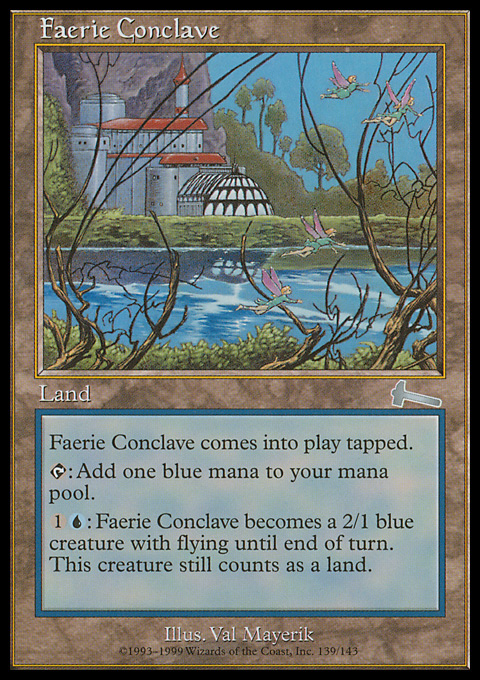 Faerie Conclave
Land
Faerie Conclave comes into play tapped.
: Add one blue mana to your mana
pool.
1 : Faerie Conclave becomes a 2/1 blue
creature with flying until end of turn.
This creature still counts as a land.
Illus. Val Mayerik
©1993–1999 Wizards of the Coast, Inc. 139/143